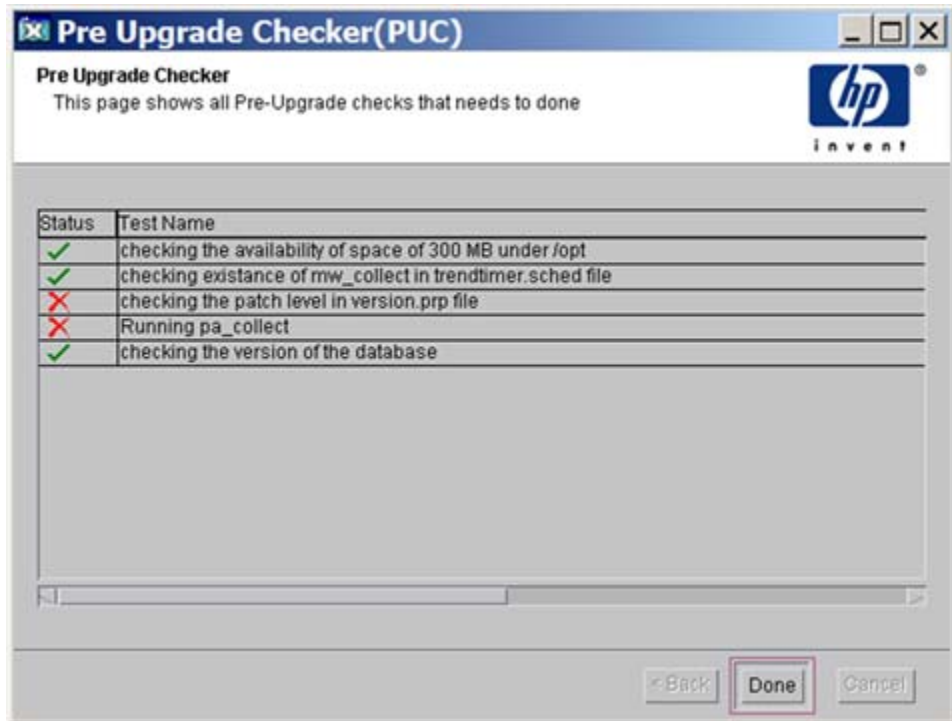 Pre Upgrade Checker(PUC)
Pre Upgrade Checker
This page shows all Pre-Upgrade checks that needs to done
hp
®
invent
Status Test Name
checking the availability of space of 300 MB under /opt
checking existance of mw_collect in trendtimer.sched file
checking the patch level in version.prp file
Running pa_collect
checking the version of the database
< Back Done Cancel